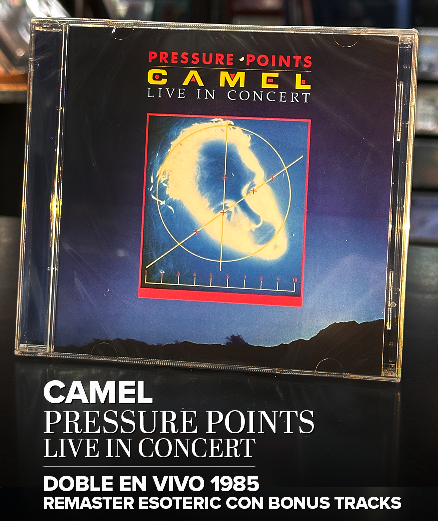 PRESSURE • POINTS
CAMEL
LIVE IN CONCERT
CAMEL
PRESSURE POINTS
LIVE IN CONCERT
DOBLE EN VIVO 1985
REMASTER ESOTERIC CON BONUS TRACKS